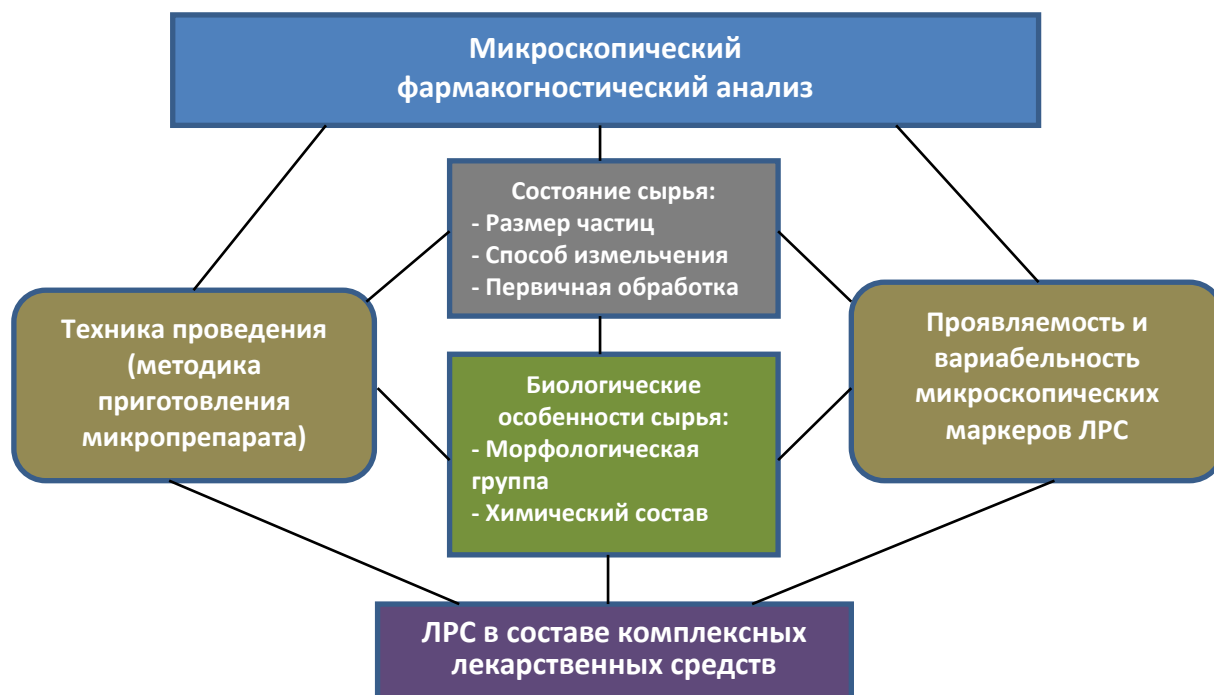 Микроскопический
фармакогностический анализ
Состояние сырья:
- Размер частиц
- Способ измельчения
- Первичная обработка
Техника проведения
(методика
приготовления
микропрепарата)
Проявляемость и
вариабельность
микроскопических
маркеров ЛРС
Биологические
особенности сырья:
- Морфологическая
группа
- Химический состав
ЛРС в составе комплексных
лекарственных средств